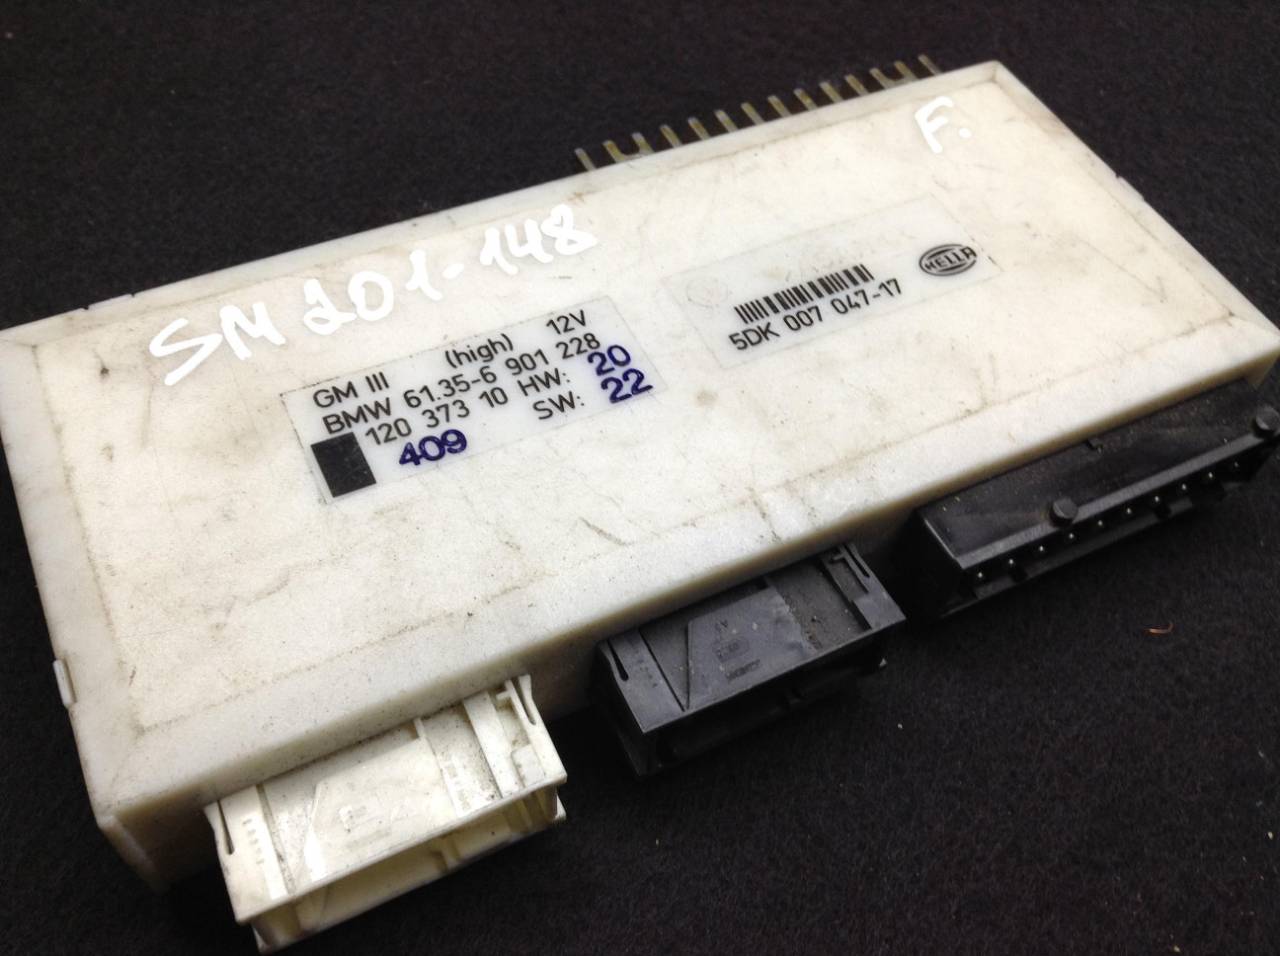 F.
SM 201-148
GM III (high) 12V
BMW 61.35-6 901 228
120 373 10 HW: 20
409 SW: 22
5DK 007 047-17
HELLA